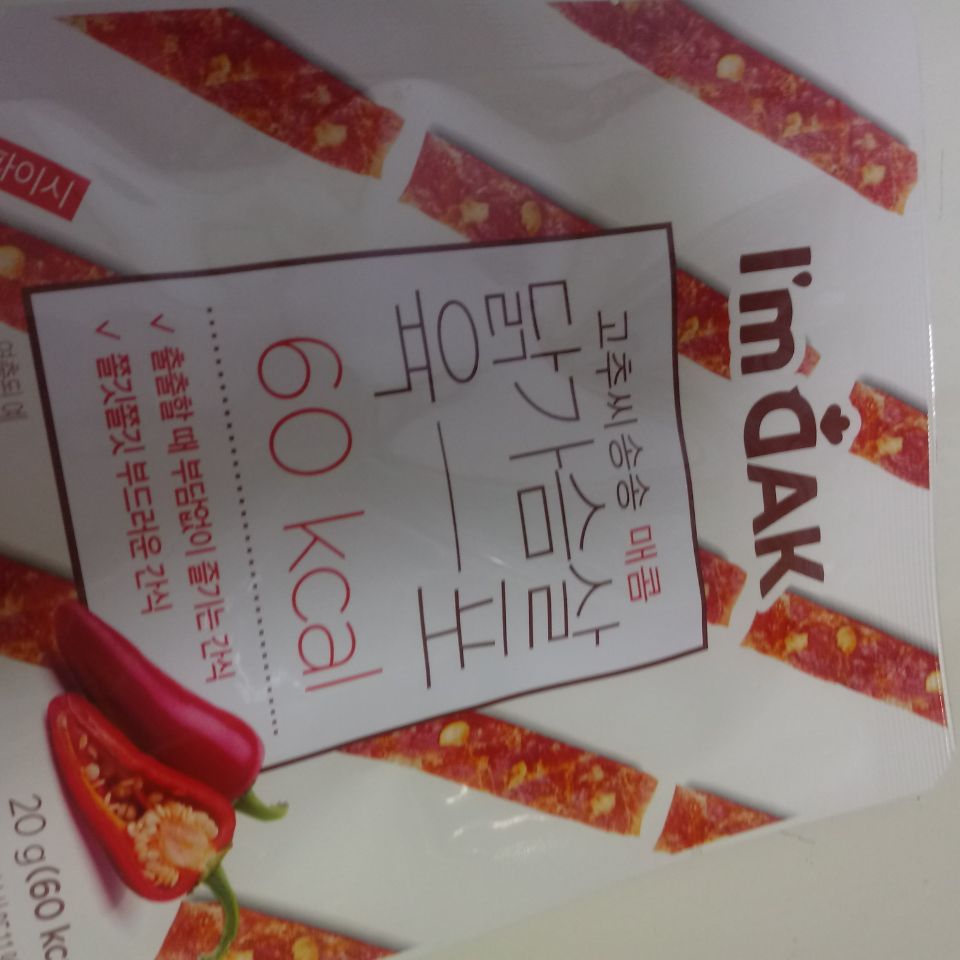 I'm DAK
고추씨 송송 매콤
닭가슴살
육포
60 kcal
✓ 출출할 때 부담없이 즐기는 간식
✓ 쫄깃쫄깃 부드러운 간식
20 g(60 kc